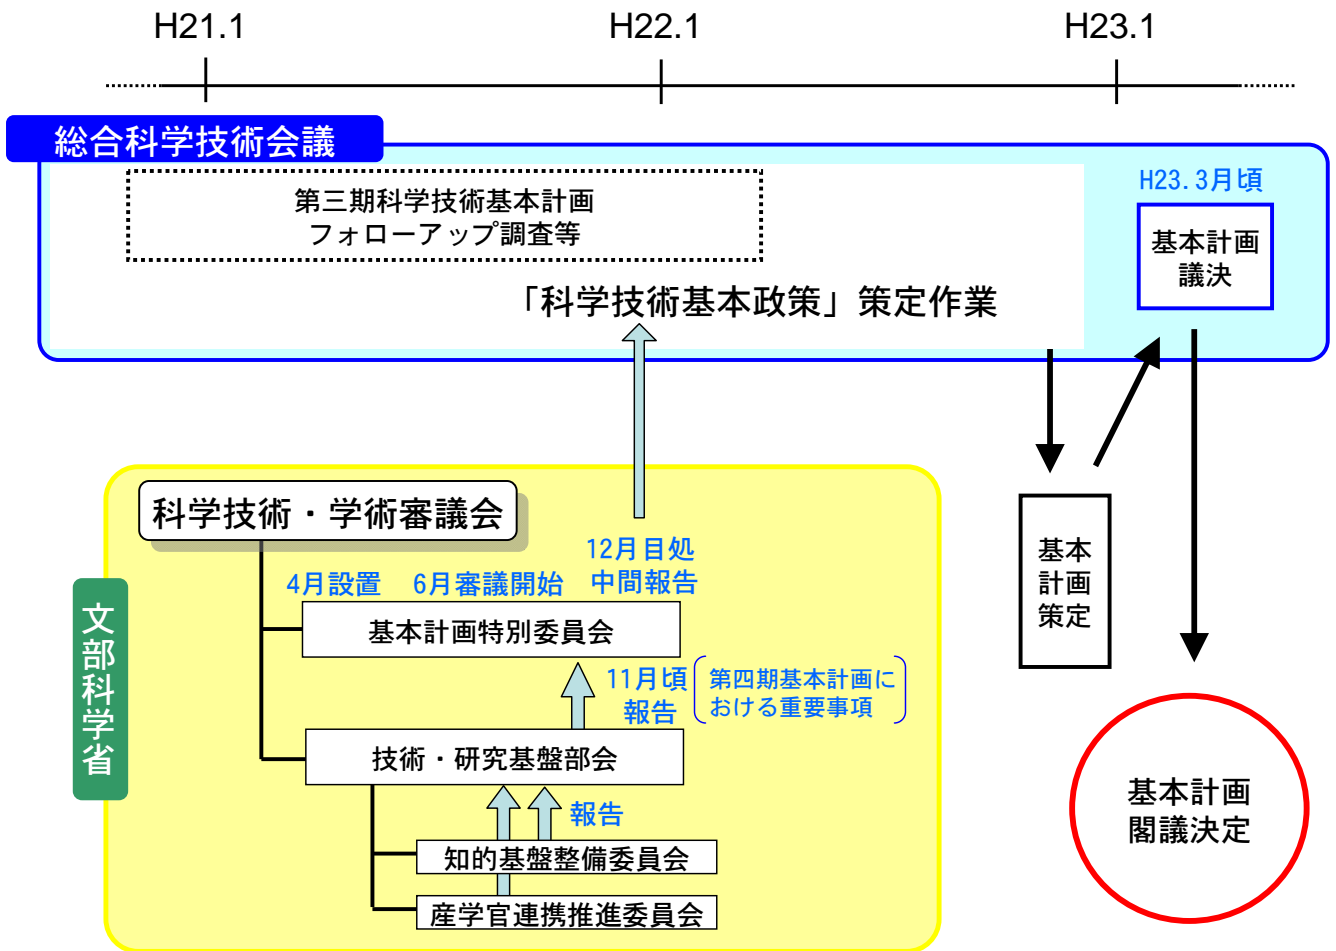 H21.1
H22.1
H23.1
総合科学技術会議
第三期科学技術基本計画
フォローアップ調査等
「科学技術基本政策」策定作業
H23.3月頃
基本計画
議決
科学技術・学術審議会
4月設置
6月審議開始
12月目処
中間報告
基本計画特別委員会
11月頃
報告
第四期基本計画に
おける重要事項
技術・研究基盤部会
報告
知的基盤整備委員会
産学官連携推進委員会
文部科学省
基本
計画
策定
基本計画
閣議決定